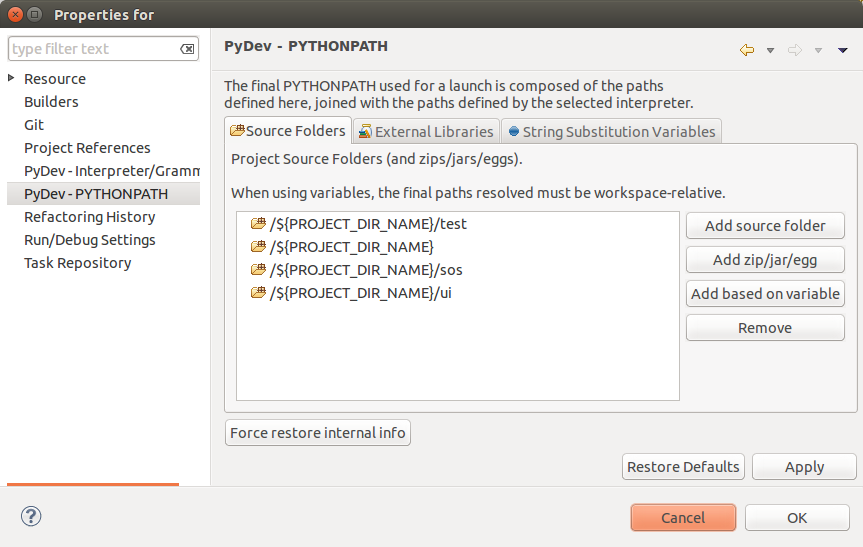 Properties for
type filter text
Resource
Builders
Git
Project References
PyDev - Interpreter/Gramm
PyDev - PYTHONPATH
Refactoring History
Run/Debug Settings
Task Repository
PyDev - PYTHONPATH
The final PYTHONPATH used for a launch is composed of the paths
defined here, joined with the paths defined by the selected interpreter.
Source Folders
External Libraries
String Substitution Variables
Project Source Folders (and zips/jars/eggs).
When using variables, the final paths resolved must be workspace-relative.
/${PROJECT_DIR_NAME}/test
/${PROJECT_DIR_NAME}
/${PROJECT_DIR_NAME}/sos
/${PROJECT_DIR_NAME}/ui
Add source folder
Add zip/jar/egg
Add based on variable
Remove
Force restore internal info
Restore Defaults
Apply
?
Cancel
OK